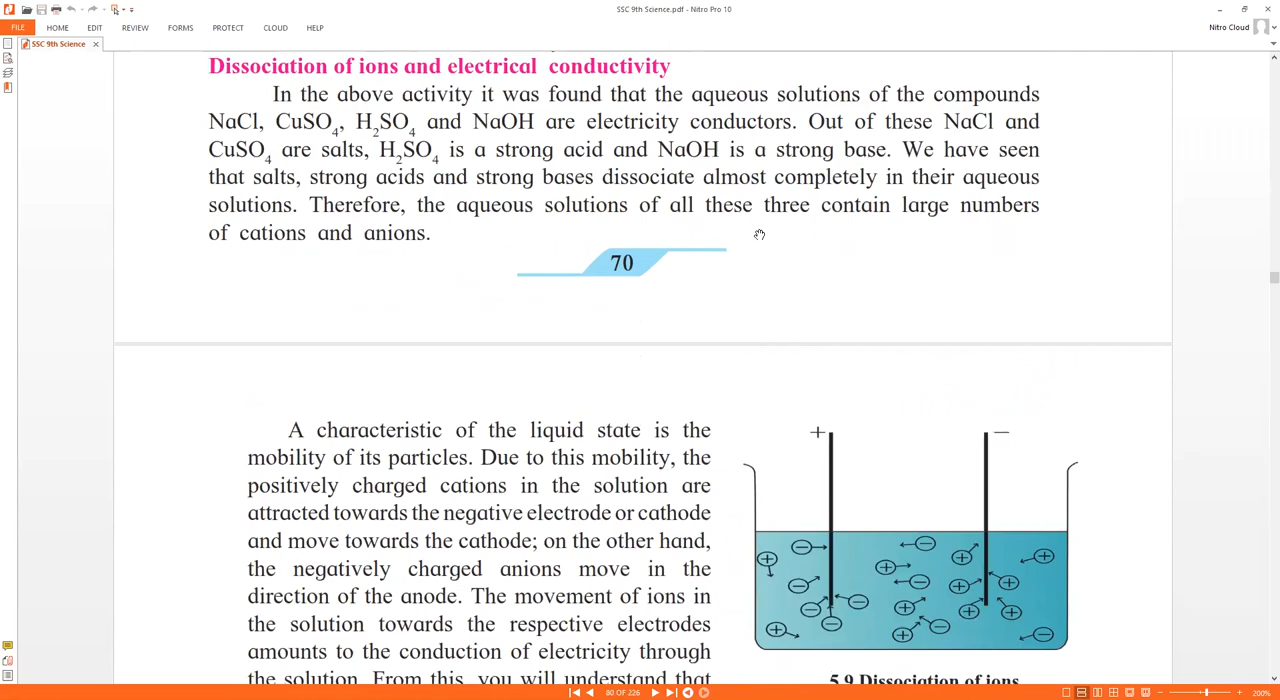 SSC 9th Science.pdf - Nitro Pro 10
FILE HOME EDIT REVIEW FORMS PROTECT CLOUD HELP
Nitro Cloud
SSC 9th Science ×
Dissociation of ions and electrical conductivity
In the above activity it was found that the aqueous solutions of the compounds
NaCl, CuSO₄, H₂SO₄ and NaOH are electricity conductors. Out of these NaCl and
CuSO₄ are salts, H₂SO₄ is a strong acid and NaOH is a strong base. We have seen
that salts, strong acids and strong bases dissociate almost completely in their aqueous
solutions. Therefore, the aqueous solutions of all these three contain large numbers
of cations and anions.
70
A characteristic of the liquid state is the
mobility of its particles. Due to this mobility, the
positively charged cations in the solution are
attracted towards the negative electrode or cathode
and move towards the cathode; on the other hand,
the negatively charged anions move in the
direction of the anode. The movement of ions in
the solution towards the respective electrodes
amounts to the conduction of electricity through
the solution. From this, you will understand that
+ −
5.9 Dissociation of ions
80 OF 226
200%